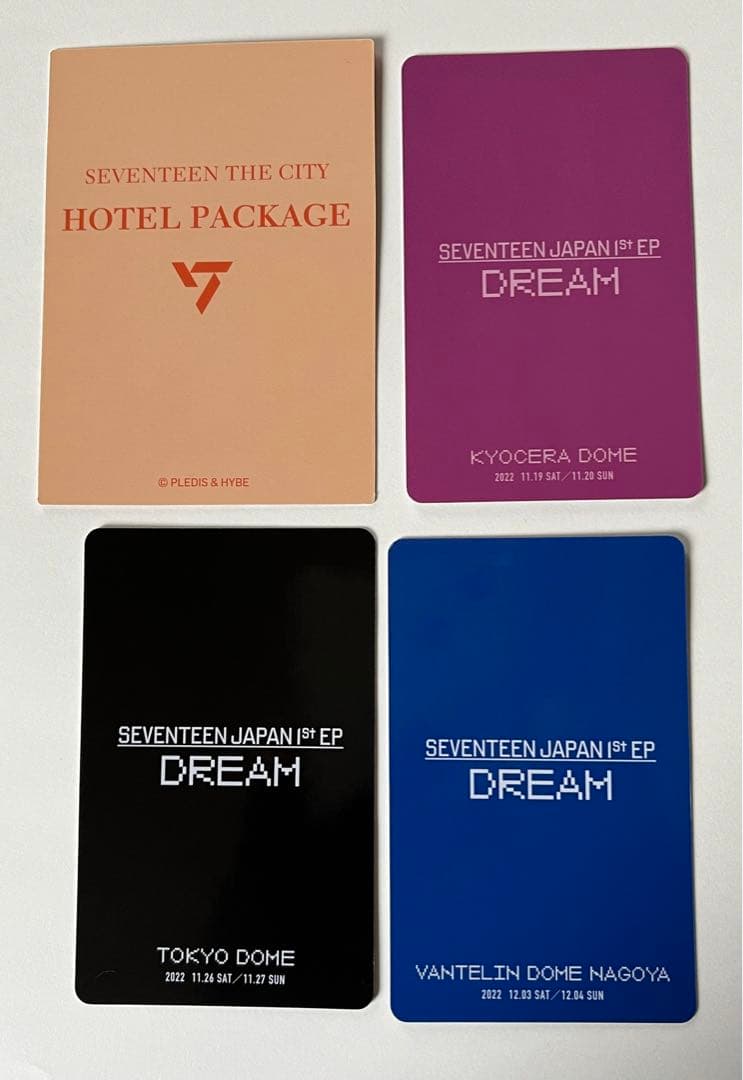 SEVENTEEN THE CITY
HOTEL PACKAGE
© PLEDIS & HYBE
SEVENTEEN JAPAN 1st EP
DREAM
KYOCERA DOME
2022 11.19 SAT/11.20 SUN
SEVENTEEN JAPAN 1st EP
DREAM
TOKYO DOME
2022 11.26 SAT/11.27 SUN
SEVENTEEN JAPAN 1st EP
DREAM
VANTELIN DOME NAGOYA
2022 12.03 SAT/12.04 SUN